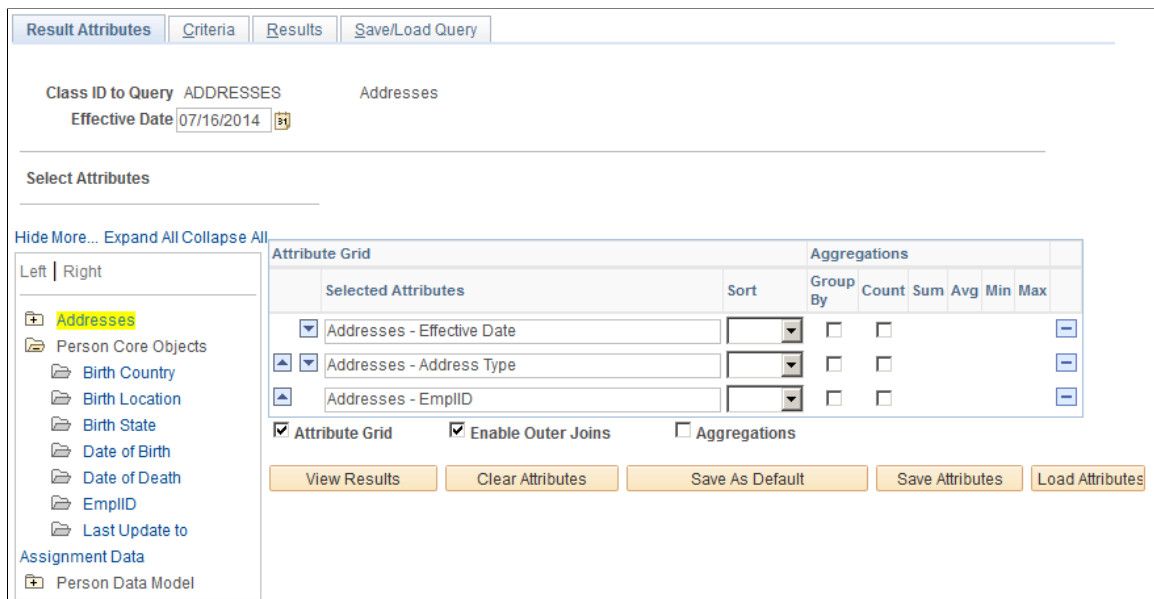 Result Attributes Criteria Results Save/Load Query
Class ID to Query ADDRESSES Addresses
Effective Date 07/16/2014 31
Select Attributes
Hide More... Expand All Collapse All
Left | Right
Addresses
Person Core Objects
Birth Country
Birth Location
Birth State
Date of Birth
Date of Death
EmplID
Last Update to
Assignment Data
Person Data Model
Attribute Grid Aggregations
Selected Attributes Sort Group By Count Sum Avg Min Max
Addresses - Effective Date
Addresses - Address Type
Addresses - EmplID
Attribute Grid Enable Outer Joins Aggregations
View Results Clear Attributes Save As Default Save Attributes Load Attributes